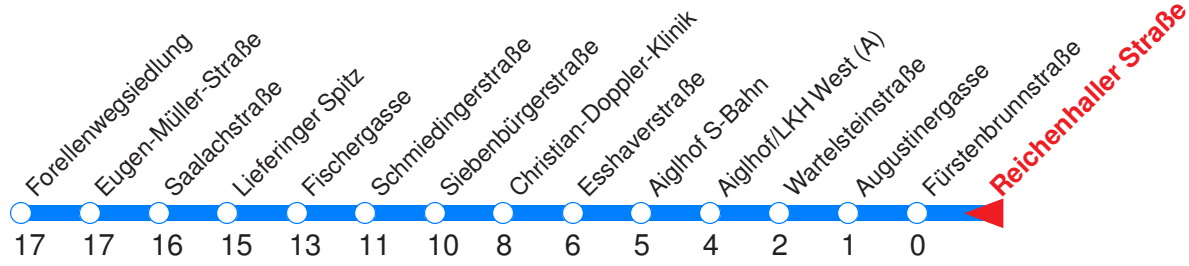 Forellenwegsiedlung
Eugen-Müller-Straße
Saalachstraße
Lieferinger Spitz
Fischergasse
Schmiedingerstraße
Siebenbürgerstraße
Christian-Doppler-Klinik
Esshaverstraße
Aiglhof S-Bahn
Aiglhof/LKH West (A)
Wartelsteinstraße
Augustinergasse
Fürstenbrunnstraße
Reichenhaller Straße
17 17 16 15 13 11 10 8 6 5 4 2 1 0